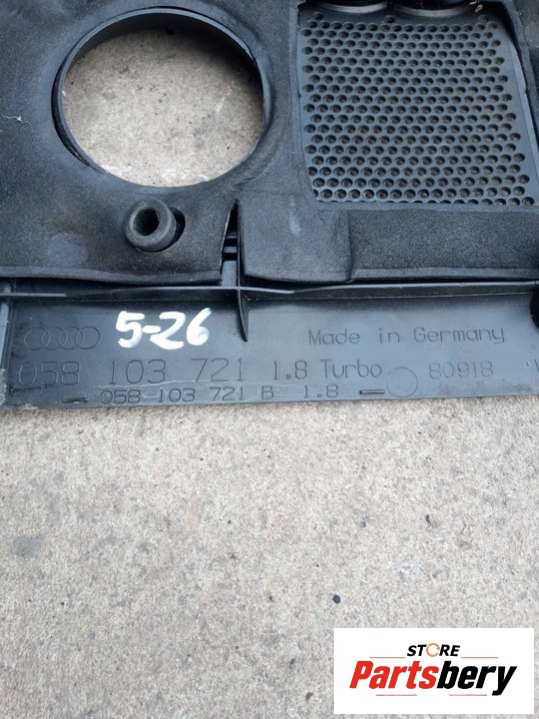 5-26
Made in Germany
058 103 721 1.8 Turbo 80918
058 103 721 B 1.8
STORE
Partsbery